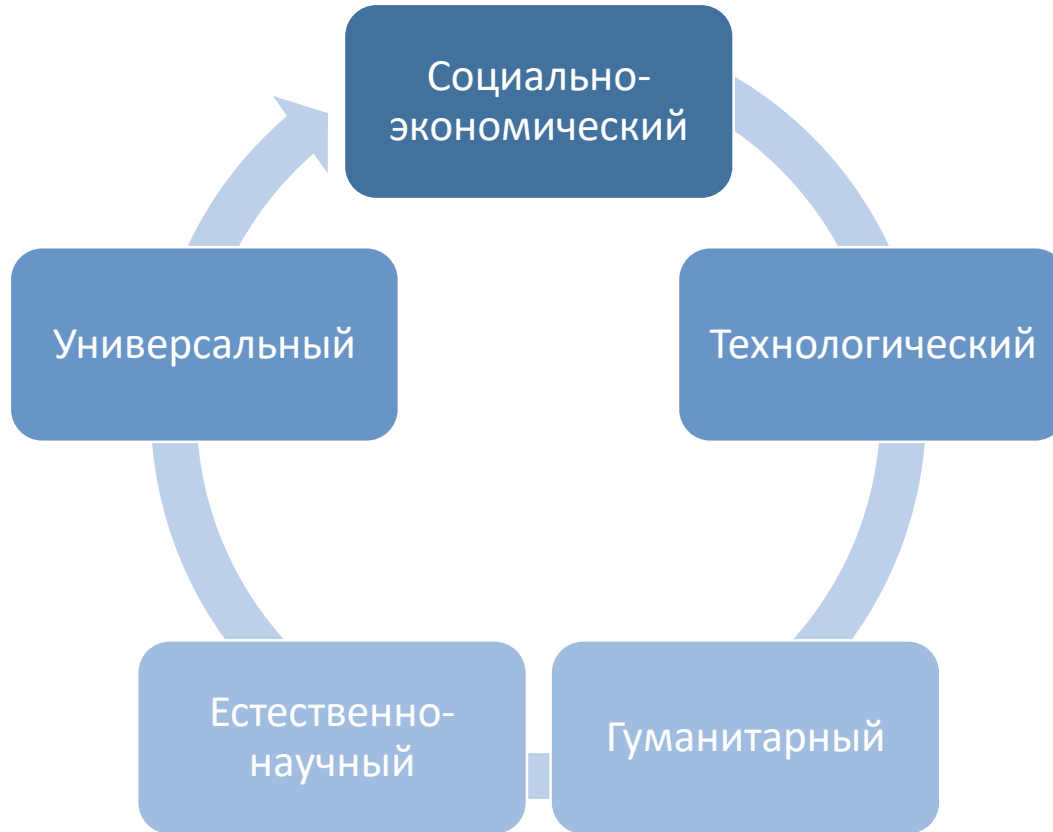 Социально-
экономический
Универсальный
Технологический
Естественно-
научный
Гуманитарный